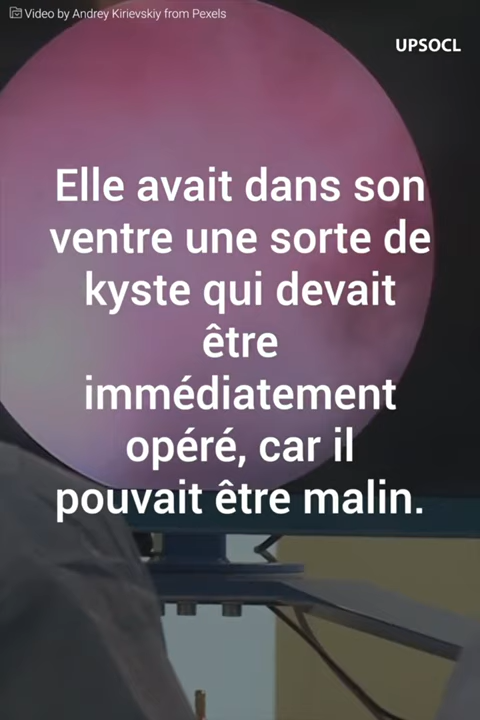 Video by Andrey Kirievskiy from Pexels
UPSOCL
Elle avait dans son
ventre une sorte de
kyste qui devait
être
immédiatement
opéré, car il
pouvait être malin.